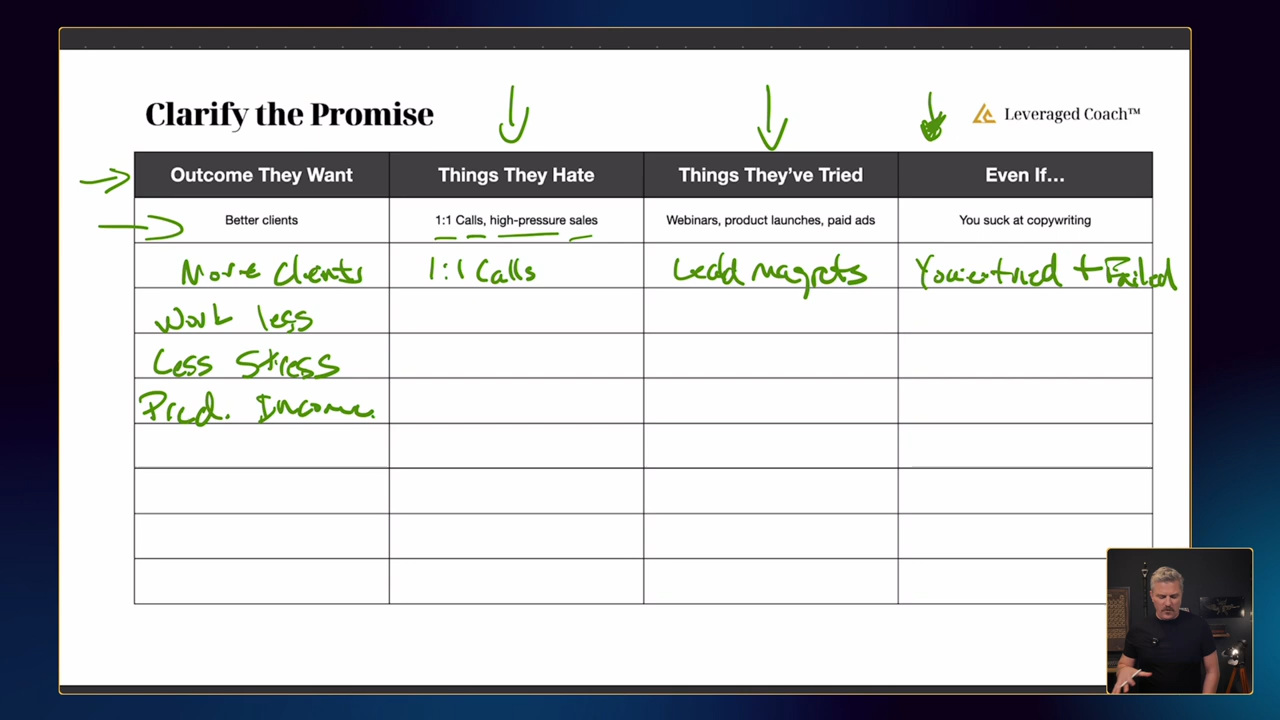 Clarify the Promise
Leveraged Coach™
Outcome They Want Things They Hate Things They've Tried Even If…
Better clients 1:1 Calls, high-pressure sales Webinars, product launches, paid ads You suck at copywriting
More clients 1:1 Calls Lead magnets You've tried + Failed
Work less
Less Stress
Pred. Income